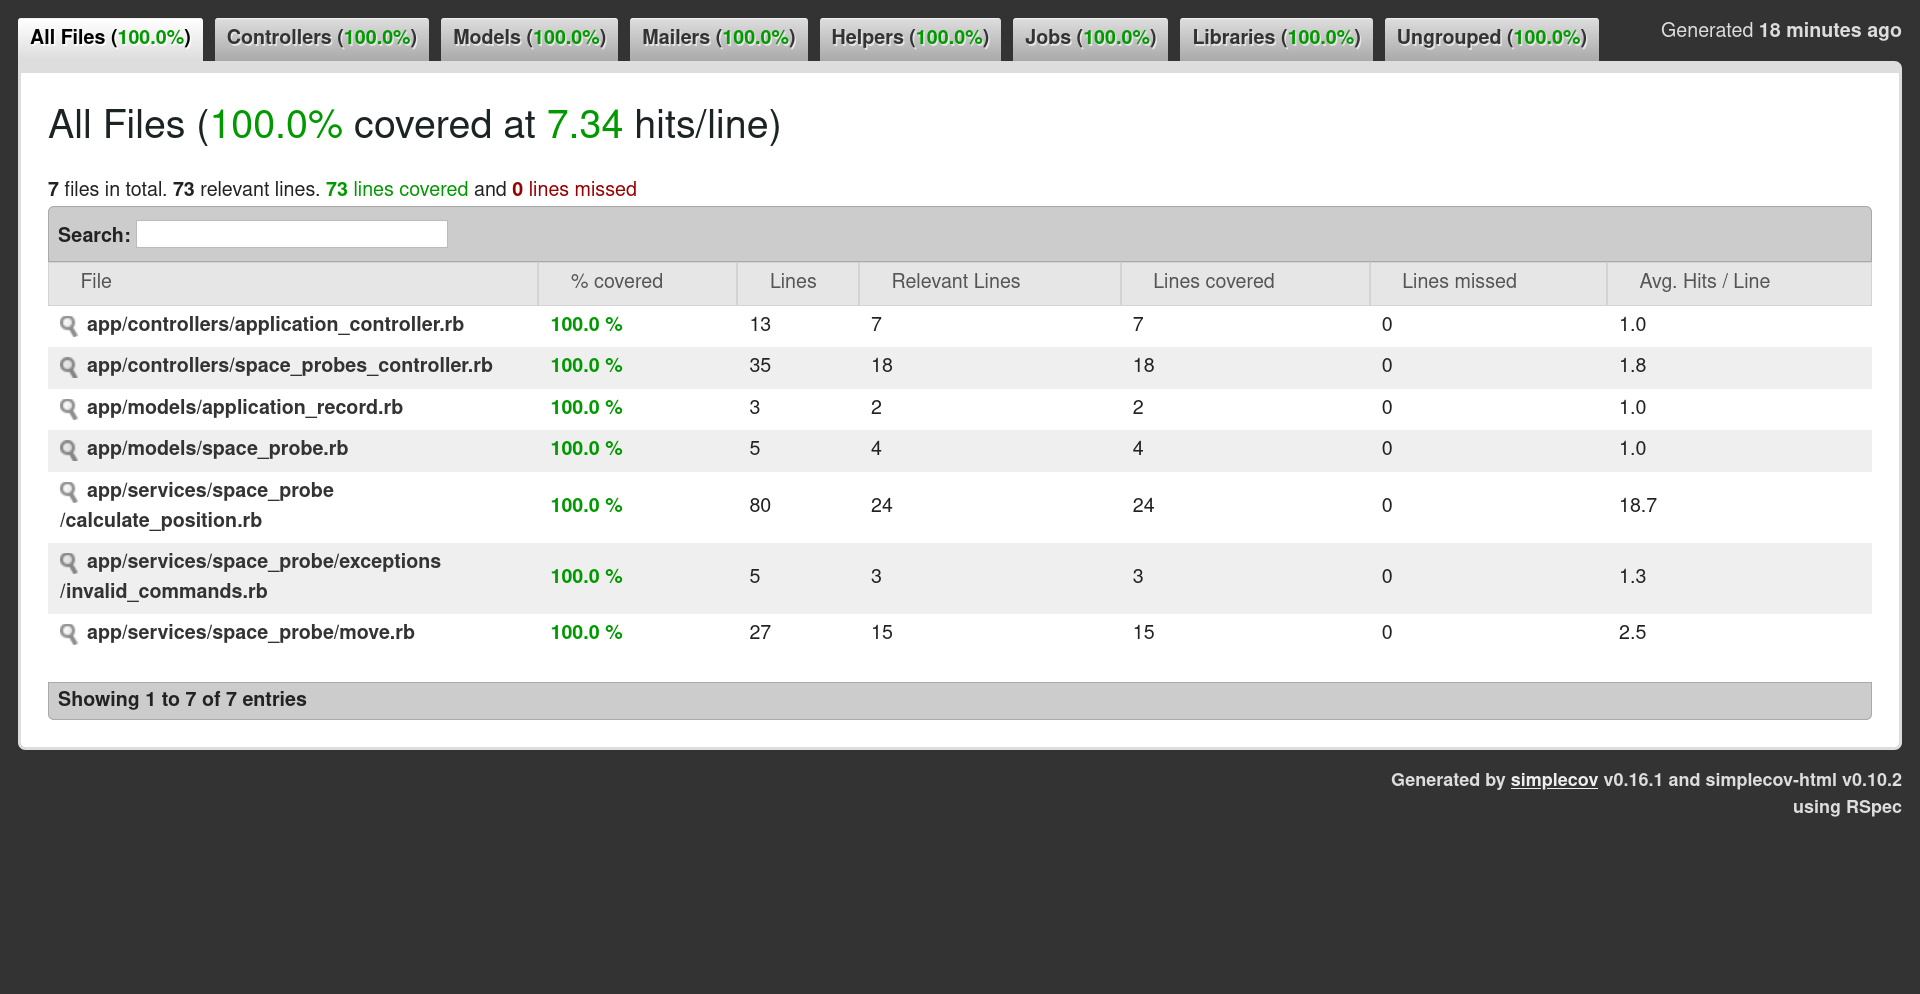 All Files (100.0%) Controllers (100.0%) Models (100.0%) Mailers (100.0%) Helpers (100.0%) Jobs (100.0%) Libraries (100.0%) Ungrouped (100.0%) Generated 18 minutes ago
All Files (100.0% covered at 7.34 hits/line)
7 files in total. 73 relevant lines. 73 lines covered and 0 lines missed
Search:
File % covered Lines Relevant Lines Lines covered Lines missed Avg. Hits / Line
app/controllers/application_controller.rb 100.0 % 13 7 7 0 1.0
app/controllers/space_probes_controller.rb 100.0 % 35 18 18 0 1.8
app/models/application_record.rb 100.0 % 3 2 2 0 1.0
app/models/space_probe.rb 100.0 % 5 4 4 0 1.0
app/services/space_probe
/calculate_position.rb 100.0 % 80 24 24 0 18.7
app/services/space_probe/exceptions
/invalid_commands.rb 100.0 % 5 3 3 0 1.3
app/services/space_probe/move.rb 100.0 % 27 15 15 0 2.5
Showing 1 to 7 of 7 entries
Generated by simplecov v0.16.1 and simplecov-html v0.10.2
using RSpec